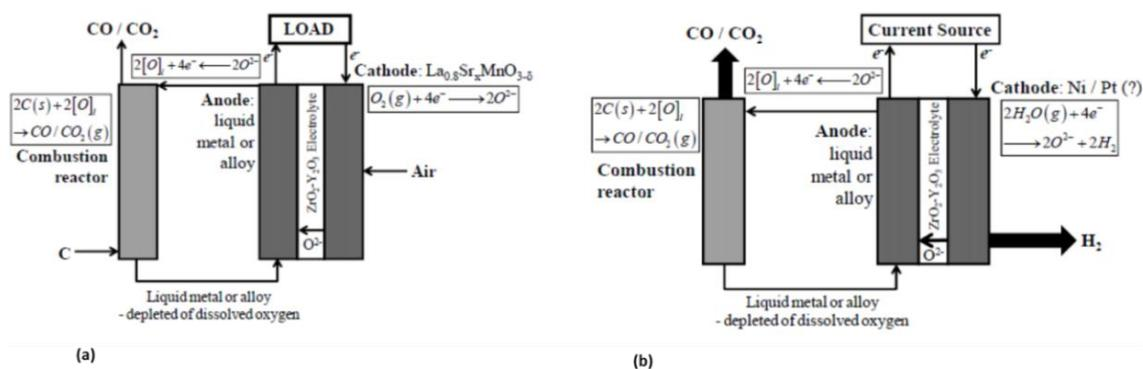 CO / CO₂
LOAD
2[O]ₗ + 4e⁻ ⟵ 2O²⁻
e⁻
e⁻
Cathode: La₀.₈SrₓMnO₃₋δ
O₂(g) + 4e⁻ ⟶ 2O²⁻
2C(s) + 2[O]ₗ
→ CO / CO₂(g)
Combustion
reactor
Anode:
liquid
metal or
alloy
ZrO₂-Y₂O₃ Electrolyte
Air
O²⁻
C
Liquid metal or alloy
- depleted of dissolved oxygen
(a)
CO / CO₂
Current Source
2[O]ₗ + 4e⁻ ⟵ 2O²⁻
e⁻
e⁻
Cathode: Ni / Pt (?)
2H₂O(g) + 4e⁻
⟶ 2O²⁻ + 2H₂
2C(s) + 2[O]ₗ
→ CO / CO₂(g)
Combustion
reactor
Anode:
liquid
metal or
alloy
ZrO₂-Y₂O₃ Electrolyte
O²⁻
H₂
Liquid metal or alloy
- depleted of dissolved oxygen
(b)